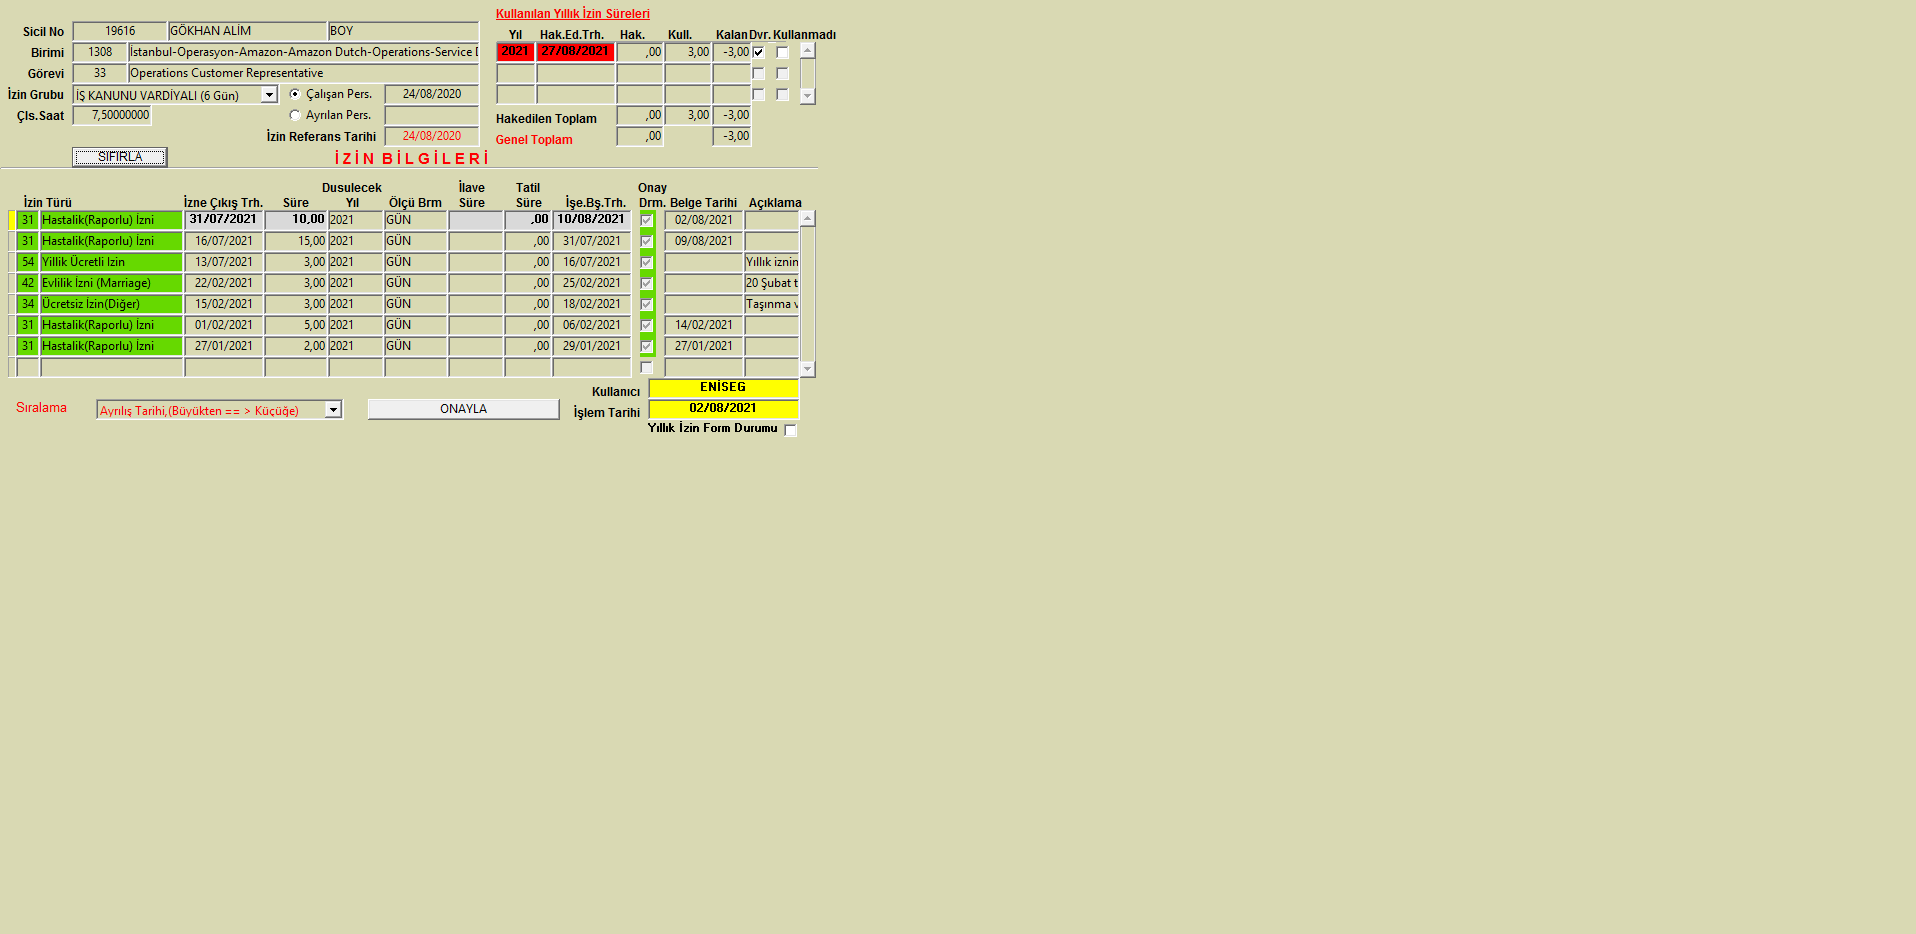 Kullanılan Yıllık İzin Süreleri
Sicil No 19616 GÖKHAN ALİM BOY
Yıl Hak.Ed.Trh. Hak. Kull. Kalan Dvr. Kullanmadı
Birimi 1308 İstanbul-Operasyon-Amazon-Amazon Dutch-Operations-Service D
2021 27/08/2021 ,00 3,00 -3,00
Görevi 33 Operations Customer Representative
İzin Grubu İŞ KANUNU VARDİYALI (6 Gün) Çalışan Pers. 24/08/2020
Çls.Saat 7,50000000 Ayrılan Pers.
Hakedilen Toplam ,00 3,00 -3,00
İzin Referans Tarihi 24/08/2020
Genel Toplam ,00 -3,00
SIFIRLA
İZİN BİLGİLERİ
İzin Türü İzne Çıkış Trh. Süre Dusulecek Yıl Ölçü Brm İlave Süre Tatil Süre İşe.Bş.Trh. Onay Drm. Belge Tarihi Açıklama
31 Hastalik(Raporlu) İzni 31/07/2021 10,00 2021 GÜN ,00 10/08/2021 02/08/2021
31 Hastalik(Raporlu) İzni 16/07/2021 15,00 2021 GÜN ,00 31/07/2021 09/08/2021
54 Yillik Ücretli Izin 13/07/2021 3,00 2021 GÜN ,00 16/07/2021 Yıllık iznin
42 Evlilik İzni (Marriage) 22/02/2021 3,00 2021 GÜN ,00 25/02/2021 20 Şubat t
34 Ücretsiz İzin(Diğer) 15/02/2021 3,00 2021 GÜN ,00 18/02/2021 Taşınma v
31 Hastalik(Raporlu) İzni 01/02/2021 5,00 2021 GÜN ,00 06/02/2021 14/02/2021
31 Hastalik(Raporlu) İzni 27/01/2021 2,00 2021 GÜN ,00 29/01/2021 27/01/2021
Kullanıcı ENİSEG
Sıralama Ayrılış Tarihi,(Büyükten == > Küçüğe) ONAYLA İşlem Tarihi 02/08/2021
Yıllık İzin Form Durumu